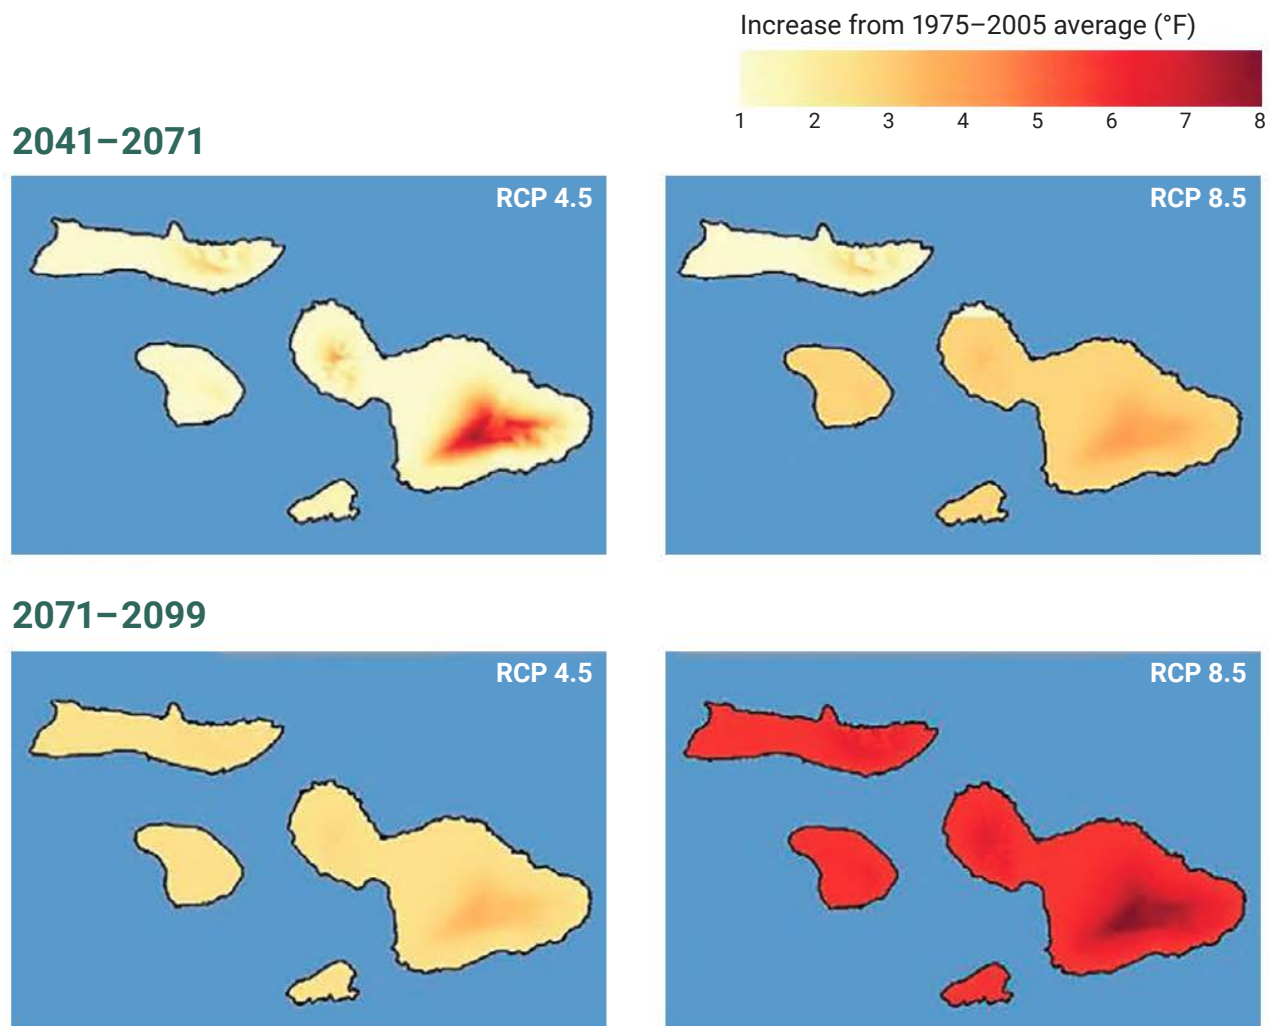 Increase from 1975–2005 average (°F)
1 2 3 4 5 6 7 8
2041–2071
RCP 4.5
RCP 8.5
2071–2099
RCP 4.5
RCP 8.5